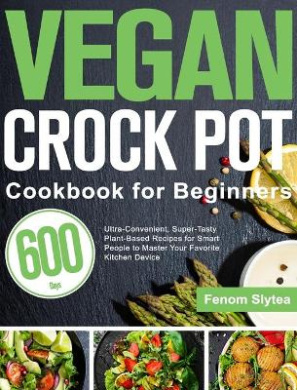 VEGAN
CROCK POT
Cookbook for Beginners
600
Days
Ultra-Convenient, Super-Tasty
Plant-Based Recipes for Smart
People to Master Your Favorite
Kitchen Device
Fenom Slytea